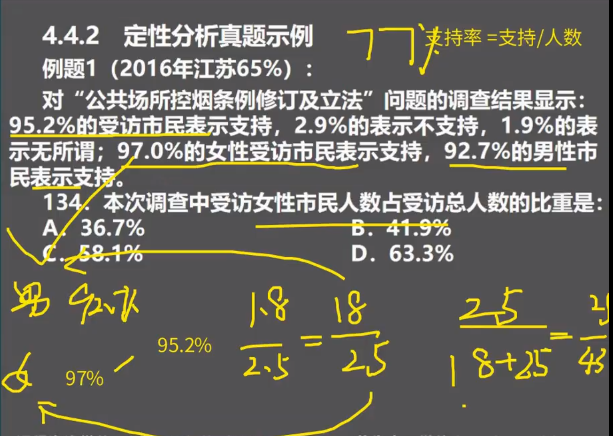 4.4.2 定性分析真题示例
支持率 =支持/人数
例题1（2016年江苏65%）：
对“公共场所控烟条例修订及立法”问题的调查结果显示：
95.2%的受访市民表示支持，2.9%的表示不支持，1.9%的表
示无所谓；97.0%的女性受访市民表示支持，92.7%的男性市
民表示支持。
134．本次调查中受访女性市民人数占受访总人数的比重是：
A．36.7% B．41.9%
C．58.1% D．63.3%
男 92.7%
95.2%
女 97%
1.8/2.5 = 18/25
25/18+25 = 25/43